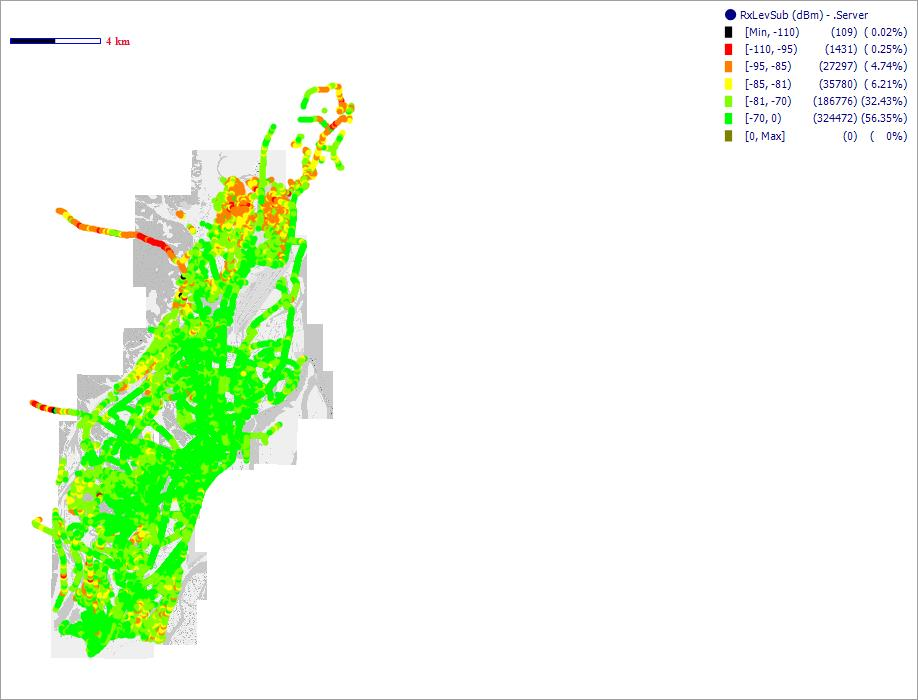 RxLevSub (dBm) - .Server
[Min, -110) (109) ( 0.02%)
[-110, -95) (1431) ( 0.25%)
[-95, -85) (27297) ( 4.74%)
[-85, -81) (35780) ( 6.21%)
[-81, -70) (186776) (32.43%)
[-70, 0) (324472) (56.35%)
[0, Max] (0) ( 0%)
4 km